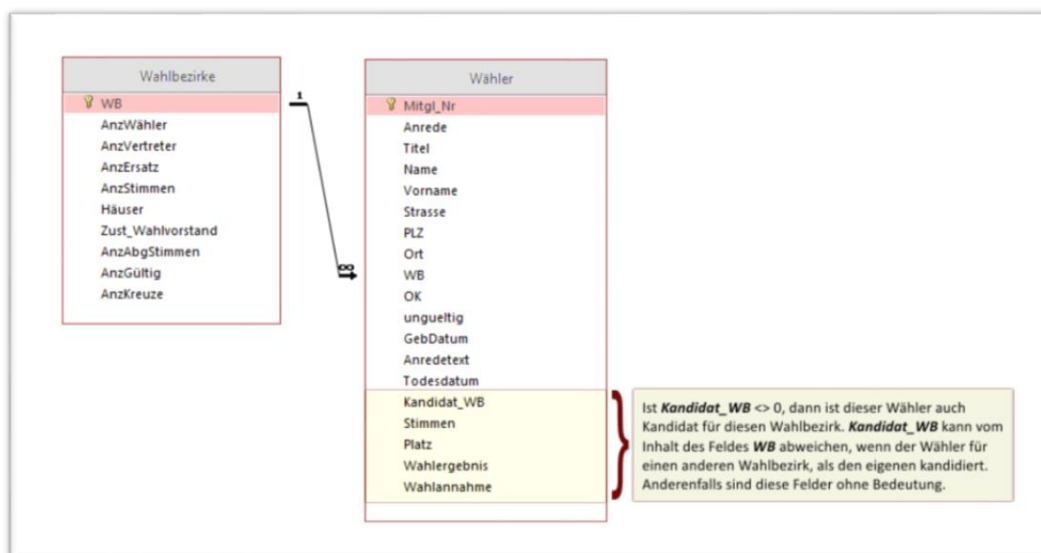 Wahlbezirke
WB
AnzWähler
AnzVertreter
AnzErsatz
AnzStimmen
Häuser
Zust_Wahlvorstand
AnzAbgStimmen
AnzGültig
AnzKreuze
1
∞
Wähler
Mitgl_Nr
Anrede
Titel
Name
Vorname
Strasse
PLZ
Ort
WB
OK
ungueltig
GebDatum
Anredetext
Todesdatum
Kandidat_WB
Stimmen
Platz
Wahlergebnis
Wahlannahme
Ist Kandidat_WB <> 0, dann ist dieser Wähler auch
Kandidat für diesen Wahlbezirk. Kandidat_WB kann vom
Inhalt des Feldes WB abweichen, wenn der Wähler für
einen anderen Wahlbezirk, als den eigenen kandidiert.
Anderenfalls sind diese Felder ohne Bedeutung.